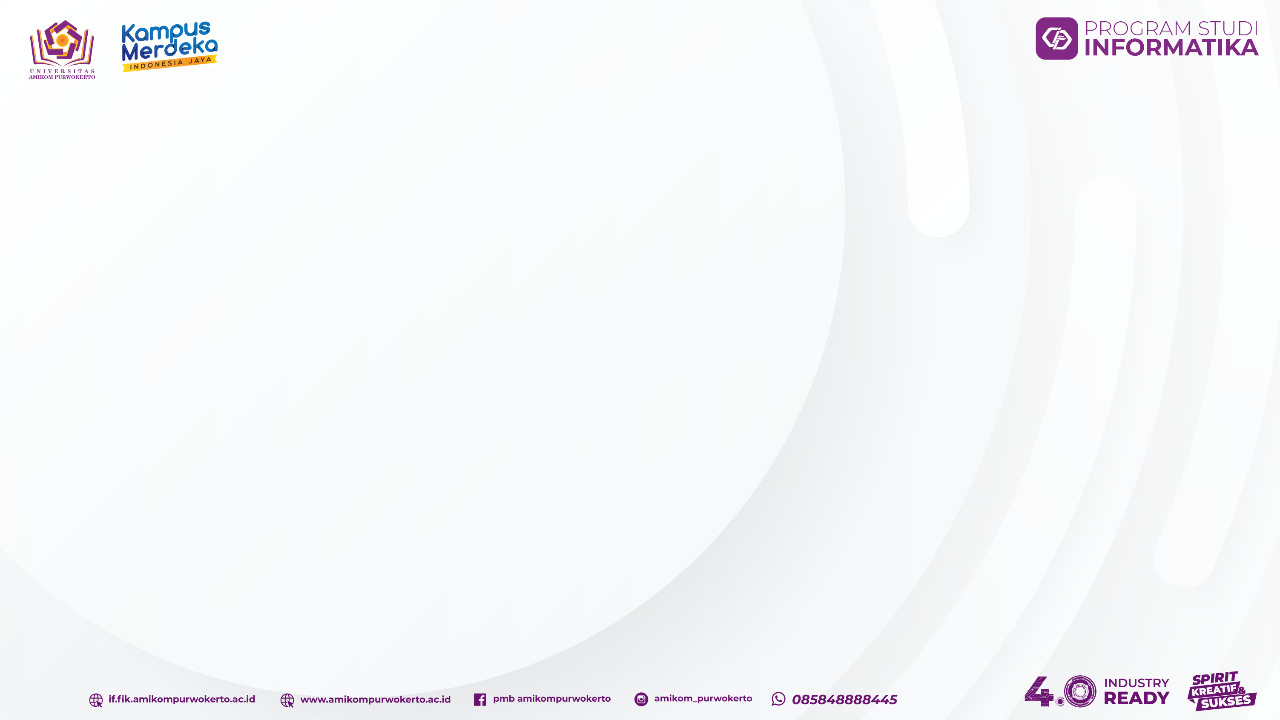 UNIVERSITAS
AMIKOM PURWOKERTO
Kampus
Merdeka
INDONESIA JAYA
PROGRAM STUDI
INFORMATIKA
if.fik.amikompurwokerto.ac.id
www.amikompurwokerto.ac.id
pmb amikompurwokerto
amikom_purwokerto
085848888445
4.0
INDUSTRY
READY
SPIRIT
KREATIF&
SUKSES